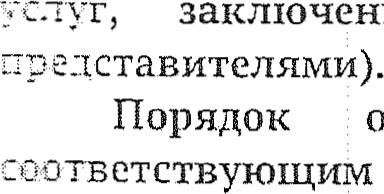 услуг, заключен
представителями).
Порядок о
соответствующим